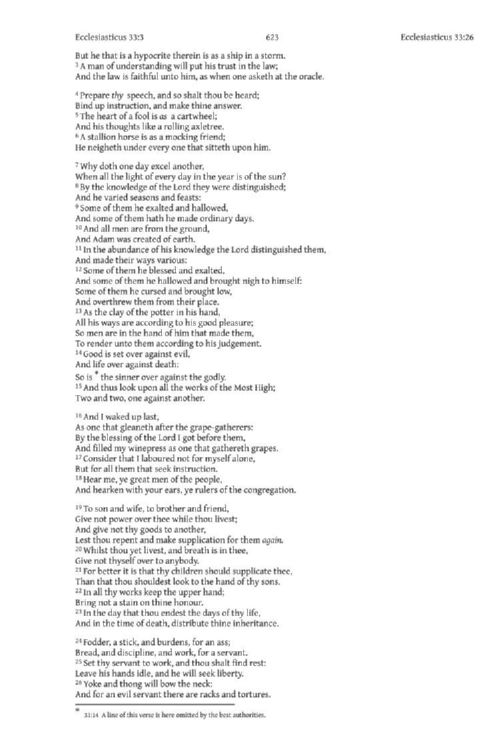 Ecclesiasticus 33:3 623 Ecclesiasticus 33:26
But he that is a hypocrite therein is as a ship in a storm.
3 A man of understanding will put his trust in the law;
And the law is faithful unto him, as when one asketh at the oracle.
4 Prepare thy speech, and so shalt thou be heard;
Bind up instruction, and make thine answer.
5 The heart of a fool is as a cartwheel;
And his thoughts like a rolling axletree.
6 A stallion horse is as a mocking friend;
He neigheth under every one that sitteth upon him.
7 Why doth one day excel another,
When all the light of every day in the year is of the sun?
8 By the knowledge of the Lord they were distinguished;
And he varied seasons and feasts:
9 Some of them he exalted and hallowed,
And some of them hath he made ordinary days.
10 And all men are from the ground,
And Adam was created of earth.
11 In the abundance of his knowledge the Lord distinguished them,
And made their ways various:
12 Some of them he blessed and exalted,
And some of them he hallowed and brought nigh to himself:
Some of them he cursed and brought low,
And overthrew them from their place.
13 As the clay of the potter in his hand,
All his ways are according to his good pleasure;
So men are in the hand of him that made them,
To render unto them according to his judgement.
14 Good is set over against evil,
And life over against death:
So is * the sinner over against the godly.
15 And thus look upon all the works of the Most High;
Two and two, one against another.
16 And I waked up last,
As one that gleaneth after the grape-gatherers:
By the blessing of the Lord I got before them,
And filled my winepress as one that gathereth grapes.
17 Consider that I laboured not for myself alone,
But for all them that seek instruction.
18 Hear me, ye great men of the people,
And hearken with your ears, ye rulers of the congregation.
19 To son and wife, to brother and friend,
Give not power over thee while thou livest;
And give not thy goods to another,
Lest thou repent and make supplication for them again.
20 Whilst thou yet livest, and breath is in thee,
Give not thyself over to anybody.
21 For better it is that thy children should supplicate thee,
Than that thou shouldest look to the hand of thy sons.
22 In all thy works keep the upper hand;
Bring not a stain on thine honour.
23 In the day that thou endest the days of thy life,
And in the time of death, distribute thine inheritance.
24 Fodder, a stick, and burdens, for an ass;
Bread, and discipline, and work, for a servant.
25 Set thy servant to work, and thou shalt find rest:
Leave his hands idle, and he will seek liberty.
26 Yoke and thong will bow the neck:
And for an evil servant there are racks and tortures.
* 31:14 A line of this verse is here omitted by the best authorities.